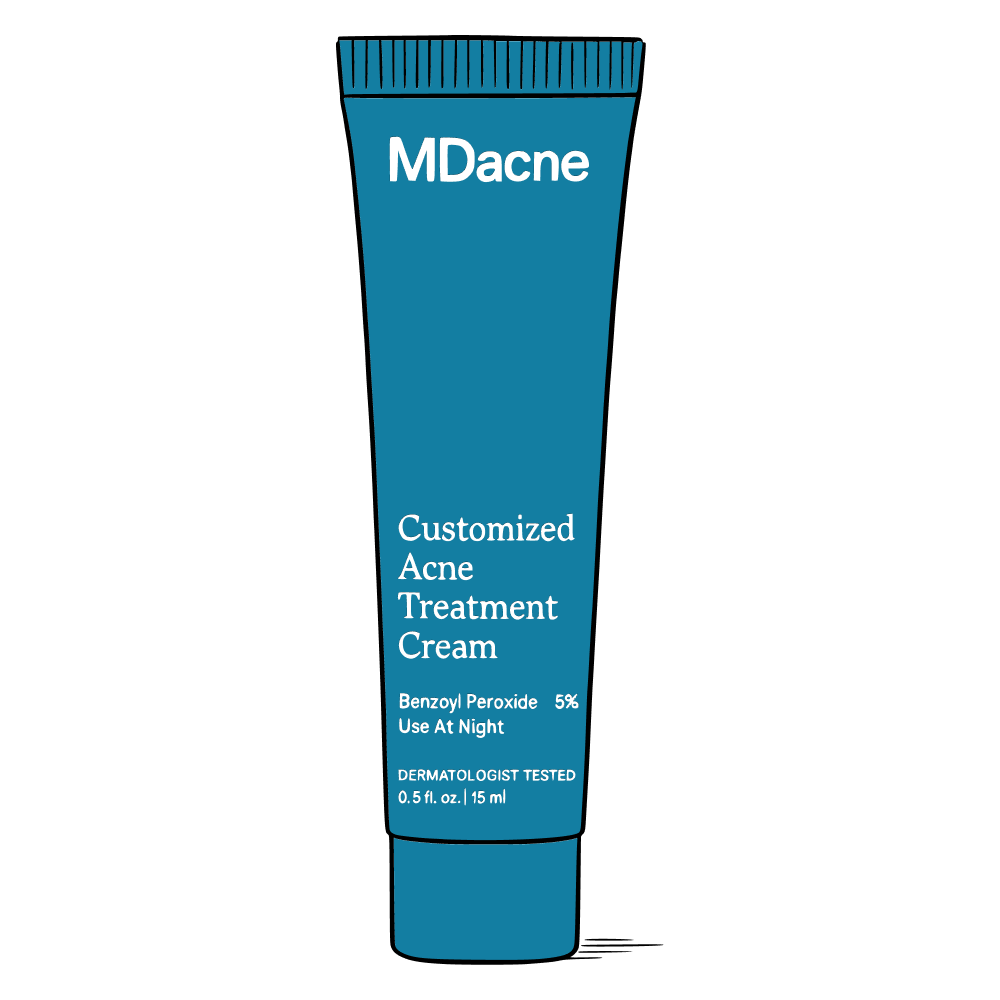 MDacne
Customized
Acne
Treatment
Cream
Benzoyl Peroxide 5%
Use At Night
DERMATOLOGIST TESTED
0.5 fl. oz. | 15 ml